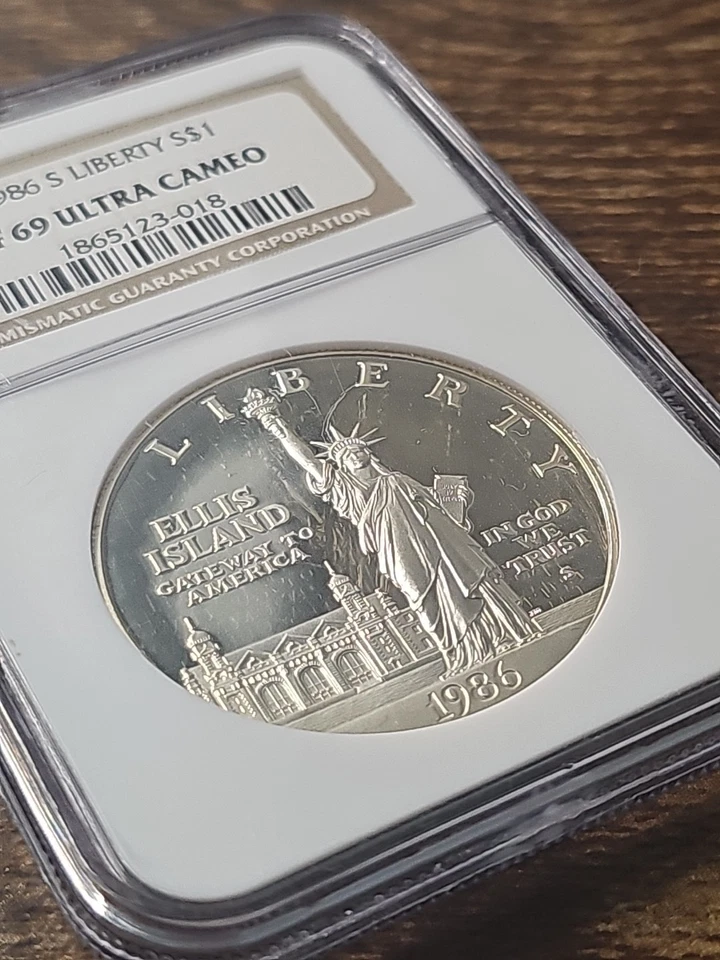 986 S LIBERTY S$1
69 ULTRA CAMEO
1865123-018
MISMATIC GUARANTY CORPORATION
LIBERTY
ELLIS
ISLAND
GATEWAY TO
AMERICA
IN GOD
WE
TRUST
S
1986